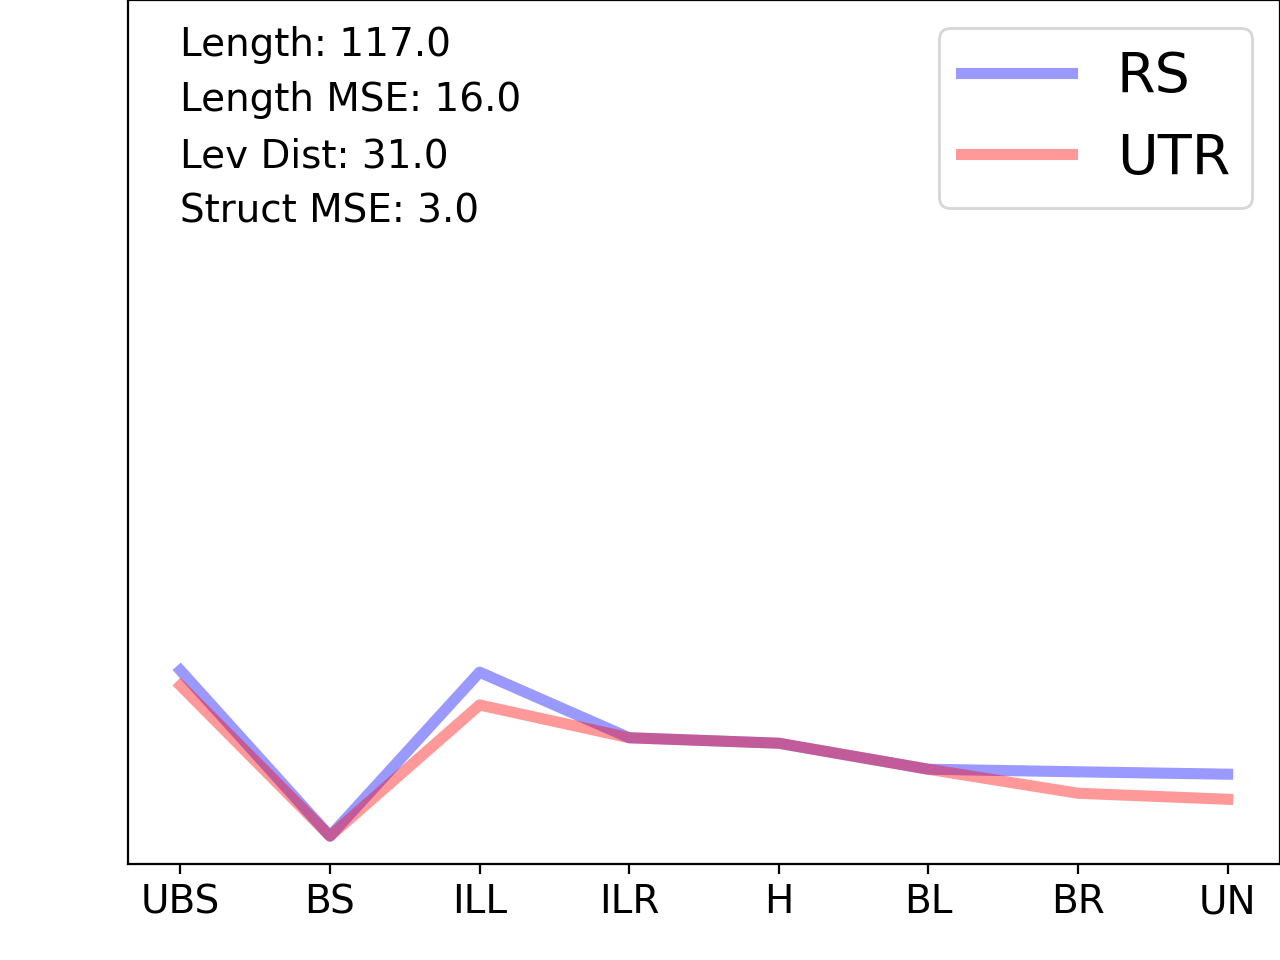 Length: 117.0
Length MSE: 16.0
Lev Dist: 31.0
Struct MSE: 3.0
RS
UTR
UBS BS ILL ILR H BL BR UN